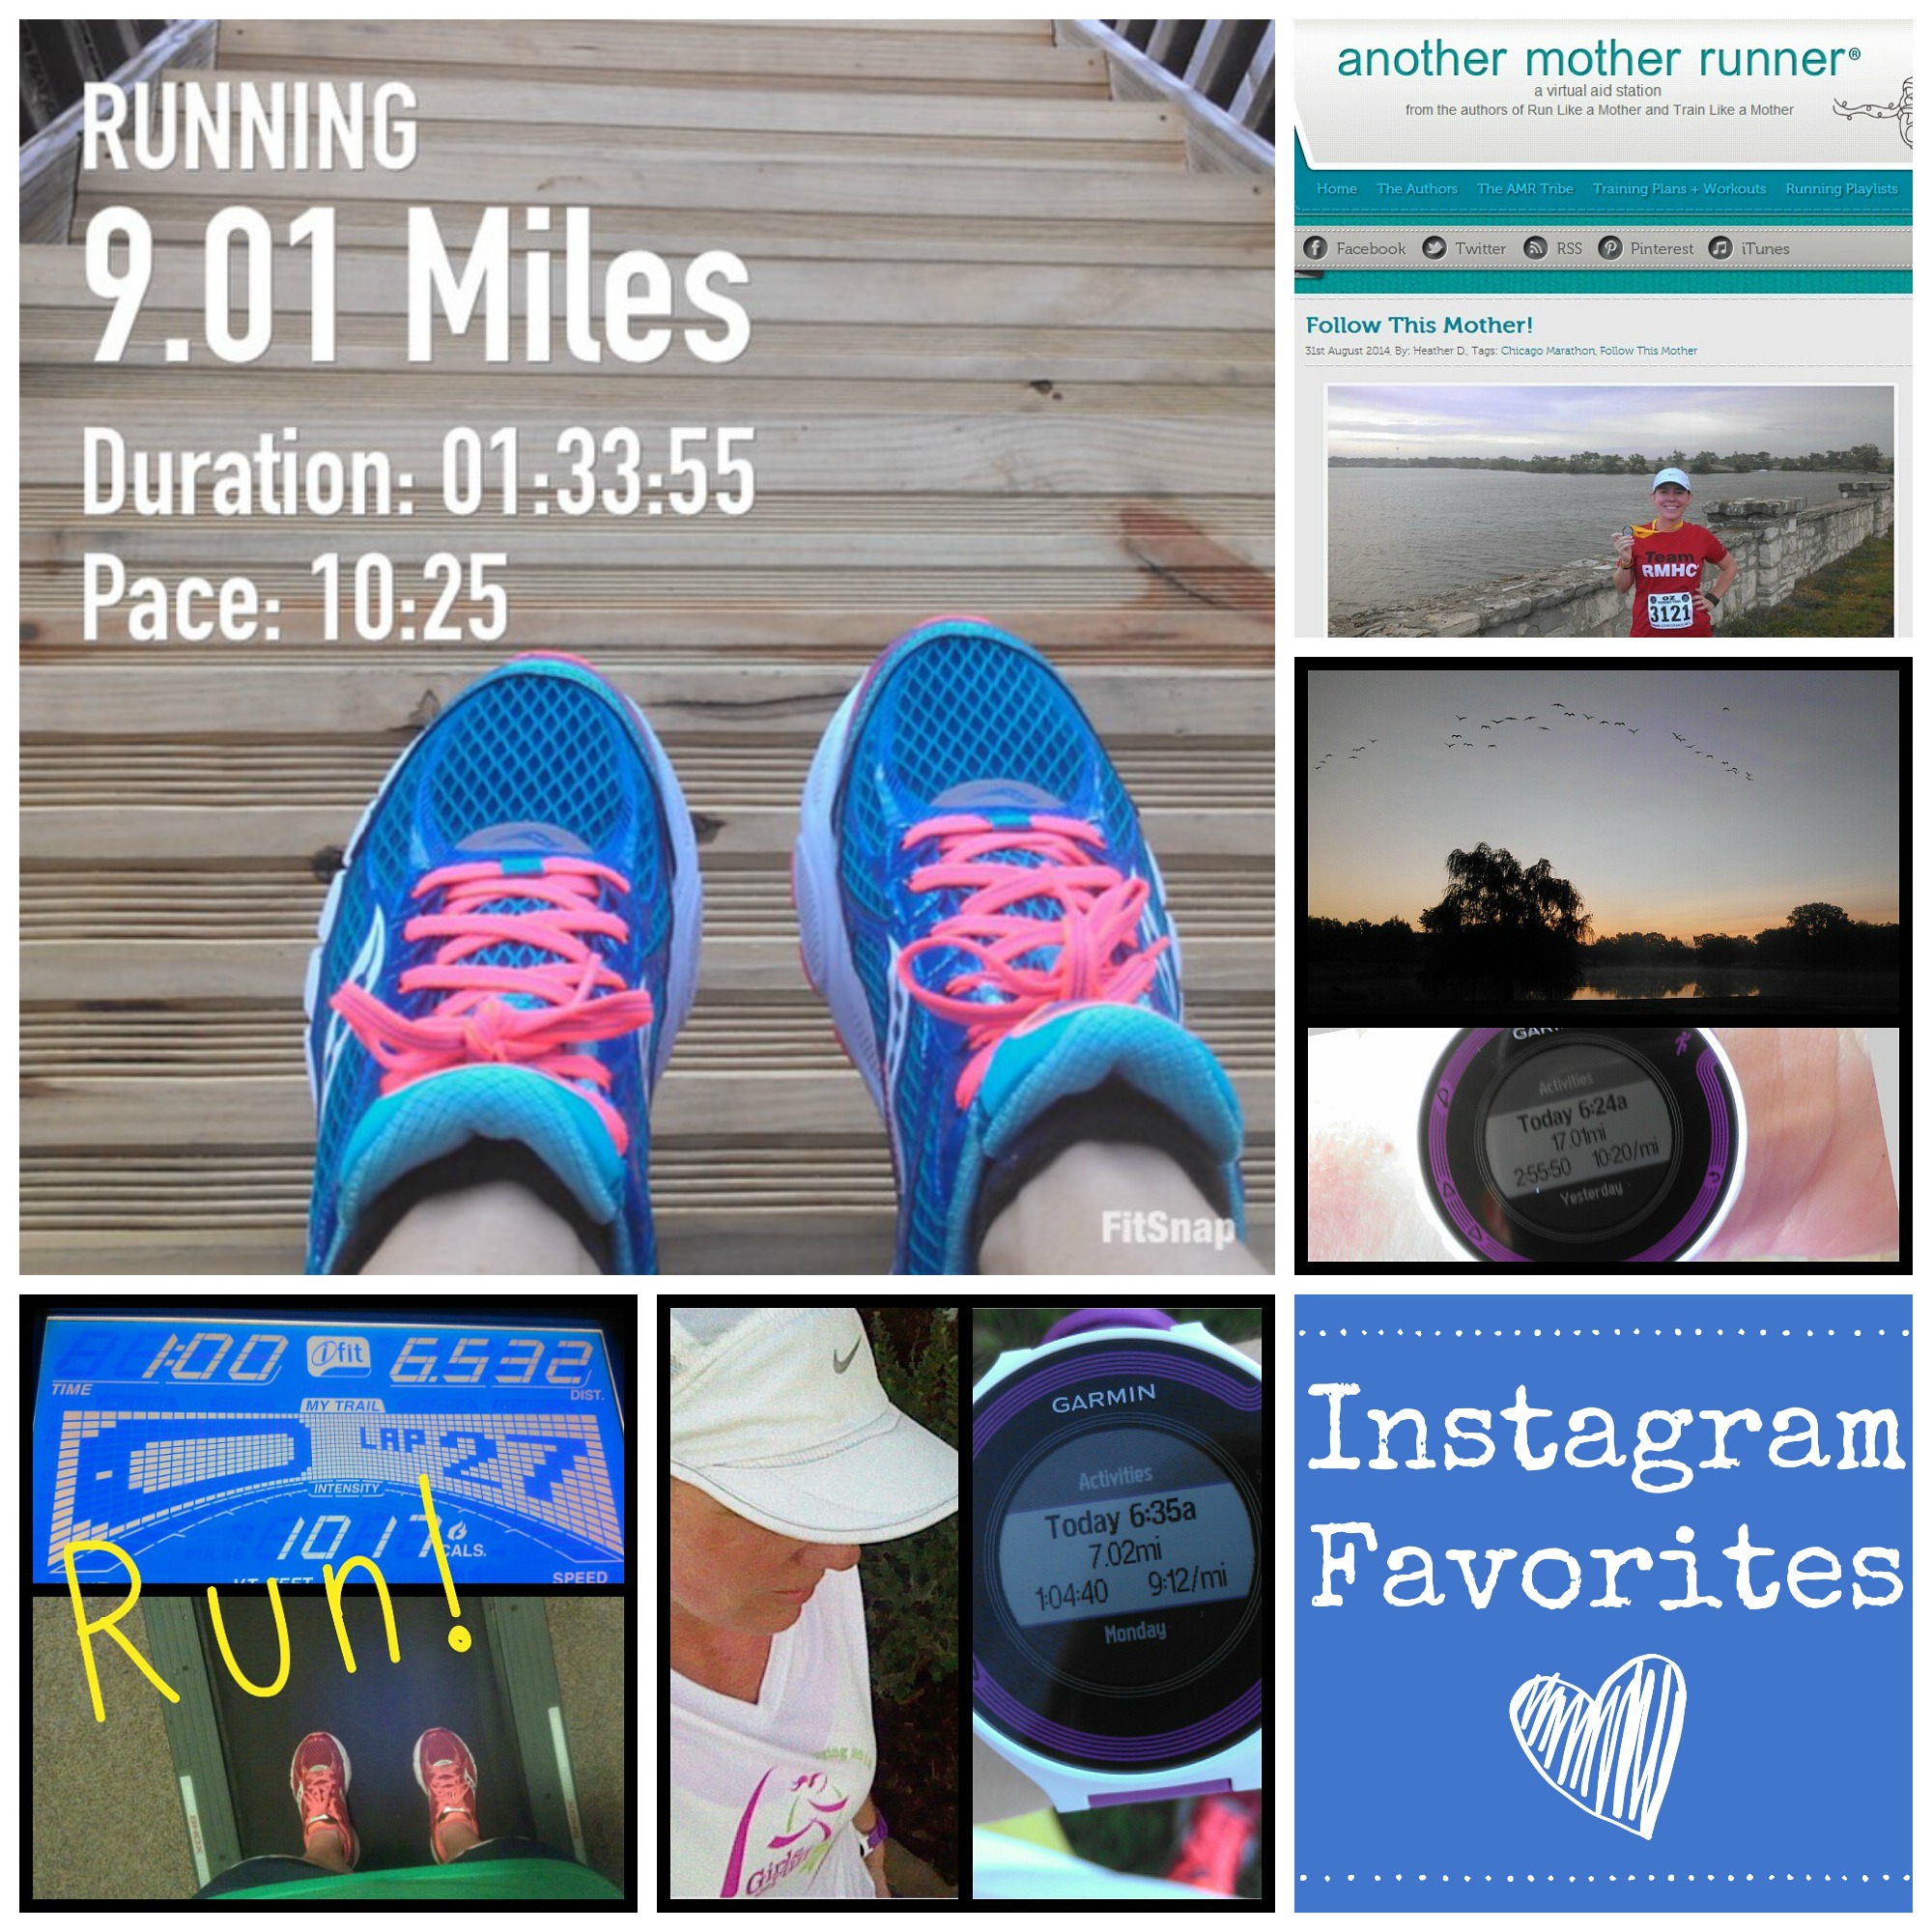 RUNNING
9.01 Miles
Duration: 01:33:55
Pace: 10:25
FitSnap
another mother runner®
a virtual aid station
from the authors of Run Like a Mother and Train Like a Mother
Home The Authors The AMR Tribe Training Plans + Workouts Running Playlists
Facebook Twitter RSS Pinterest iTunes
Follow This Mother!
31st August 2014, By: Heather D., Tags: Chicago Marathon, Follow This Mother
Team
RMHC
OZ
3121
Activities
Today 6:24a
17.01mi
2:55:50 10:20/mi
Yesterday
1:00 ifit 6.532
TIME DIST.
MY TRAIL
LAP 27
INTENSITY
1017 CALS.
SPEED
Run!
GARMIN
Activities
Today 6:35a
7.02mi
1:04:40 9:12/mi
Monday
Instagram
Favorites